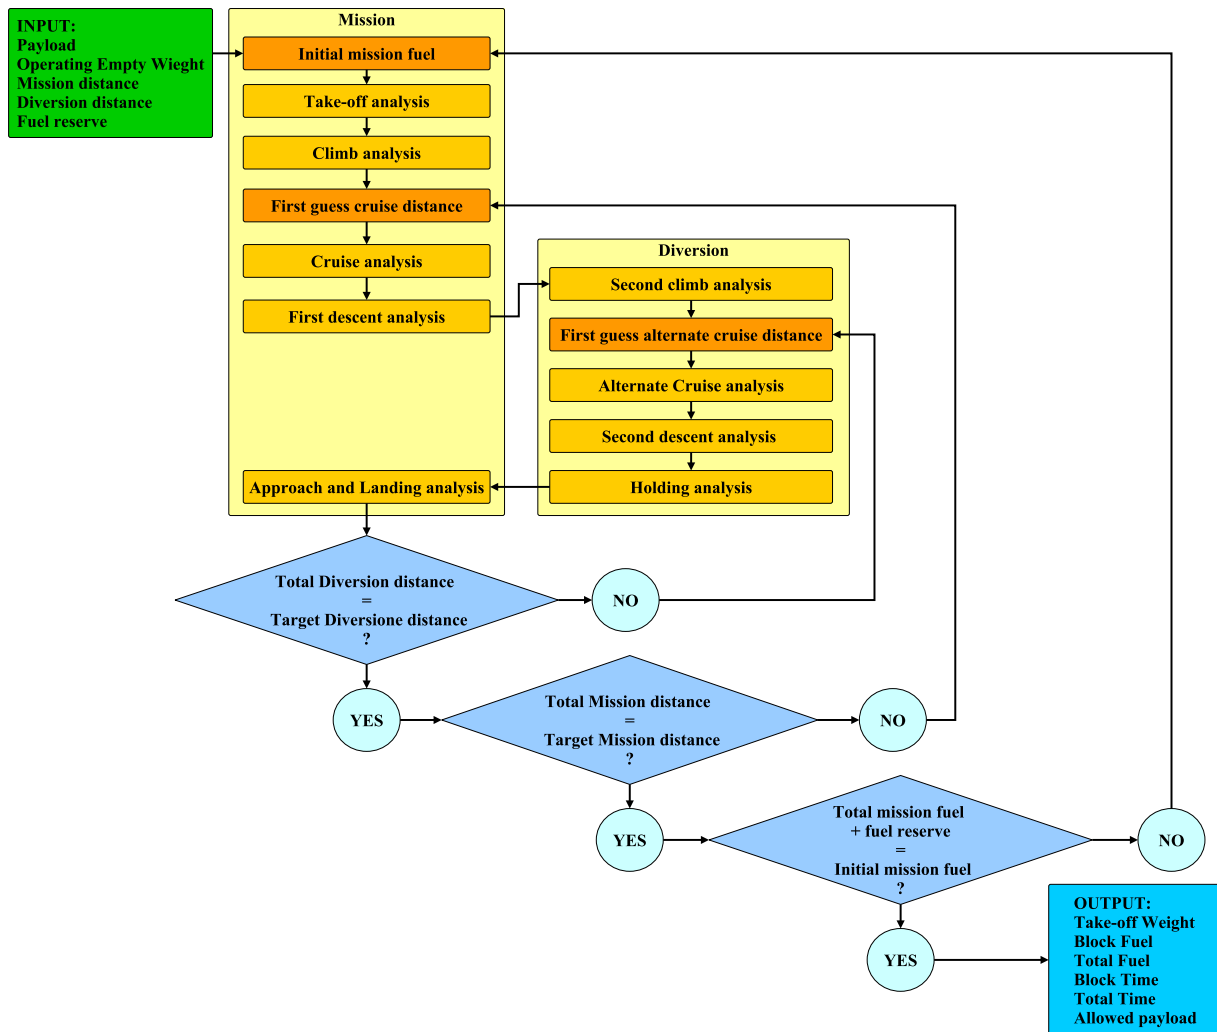 INPUT:
Payload
Operating Empty Wieght
Mission distance
Diversion distance
Fuel reserve
Mission
Initial mission fuel
Take-off analysis
Climb analysis
First guess cruise distance
Cruise analysis
First descent analysis
Diversion
Second climb analysis
First guess alternate cruise distance
Alternate Cruise analysis
Second descent analysis
Holding analysis
Approach and Landing analysis
Total Diversion distance
=
Target Diversione distance
?
NO
YES
Total Mission distance
=
Target Mission distance
?
NO
YES
Total mission fuel
+ fuel reserve
=
Initial mission fuel
?
NO
YES
OUTPUT:
Take-off Weight
Block Fuel
Total Fuel
Block Time
Total Time
Allowed payload